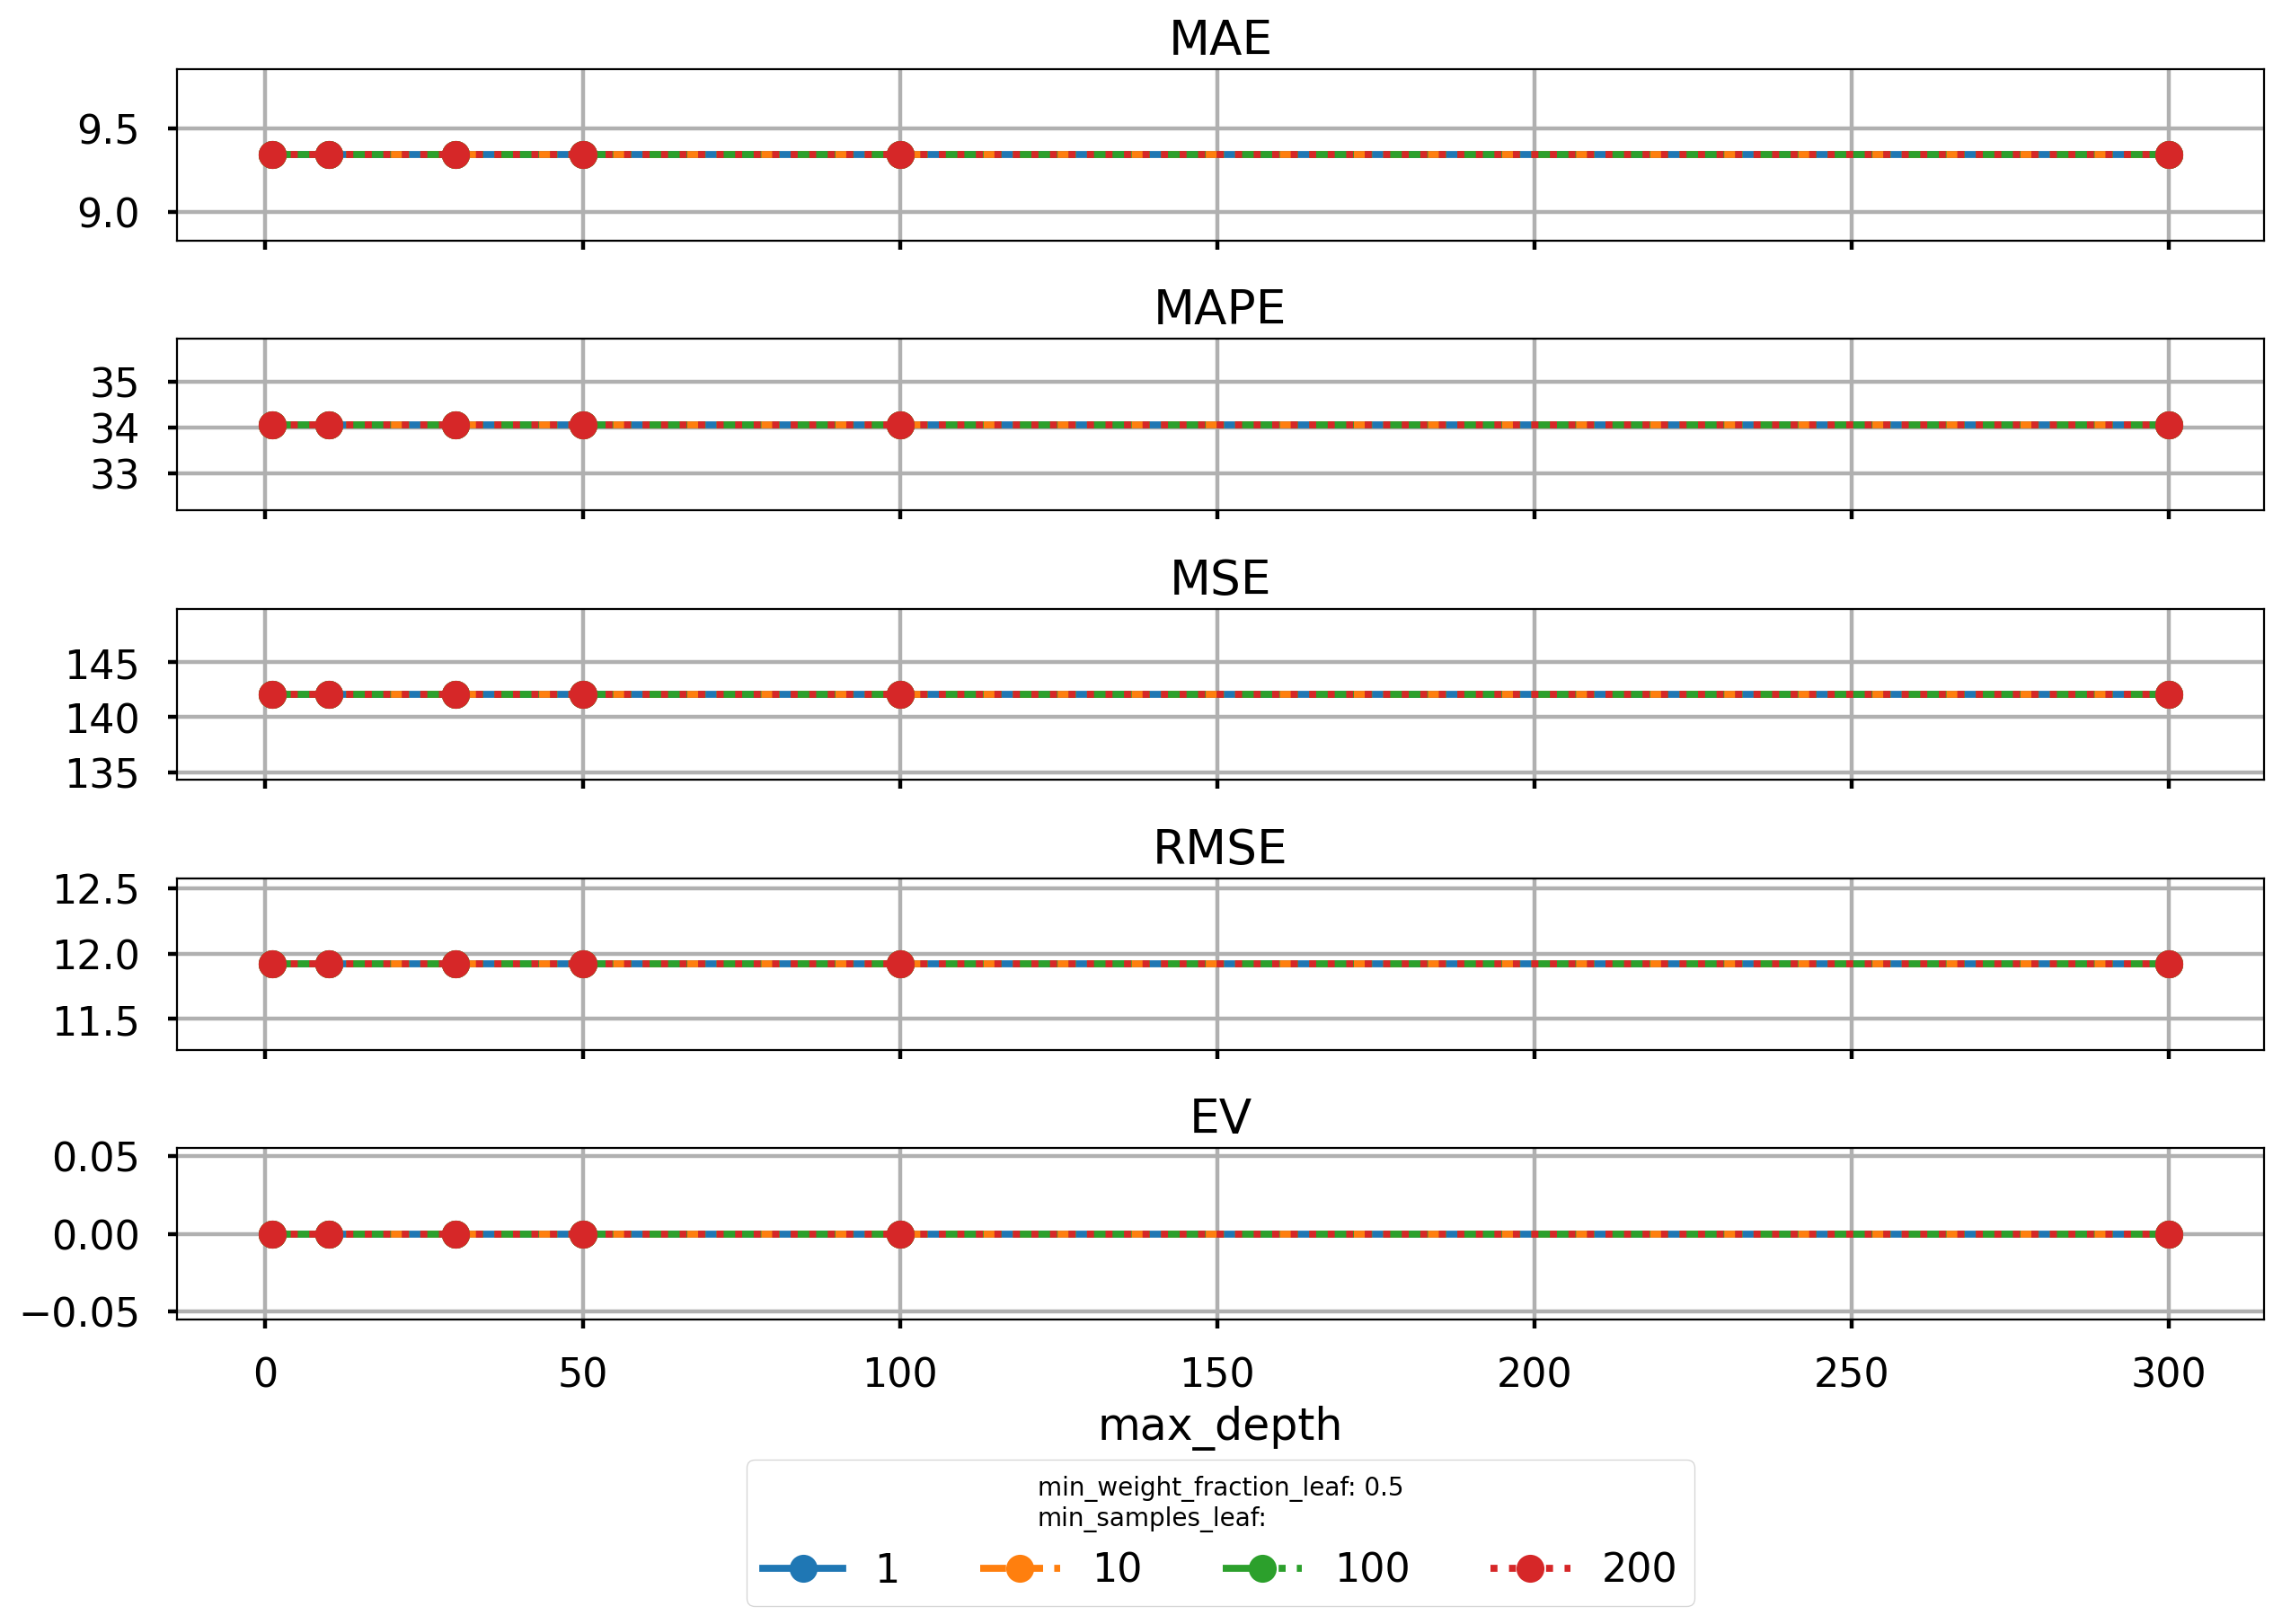 MAE
9.5
9.0
MAPE
35
34
33
MSE
145
140
135
RMSE
12.5
12.0
11.5
EV
0.05
0.00
−0.05
0 50 100 150 200 250 300
max_depth
min_weight_fraction_leaf: 0.5
min_samples_leaf:
1 10 100 200